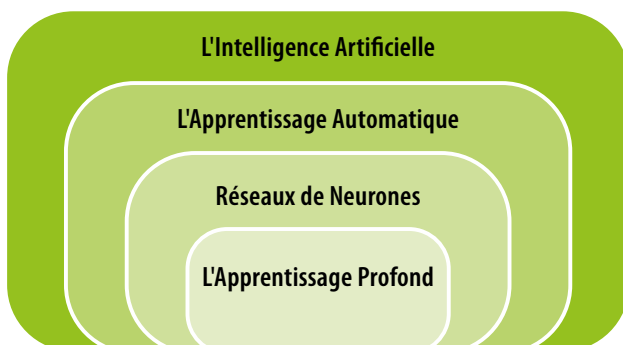 L'Intelligence Artificielle
L'Apprentissage Automatique
Réseaux de Neurones
L'Apprentissage Profond